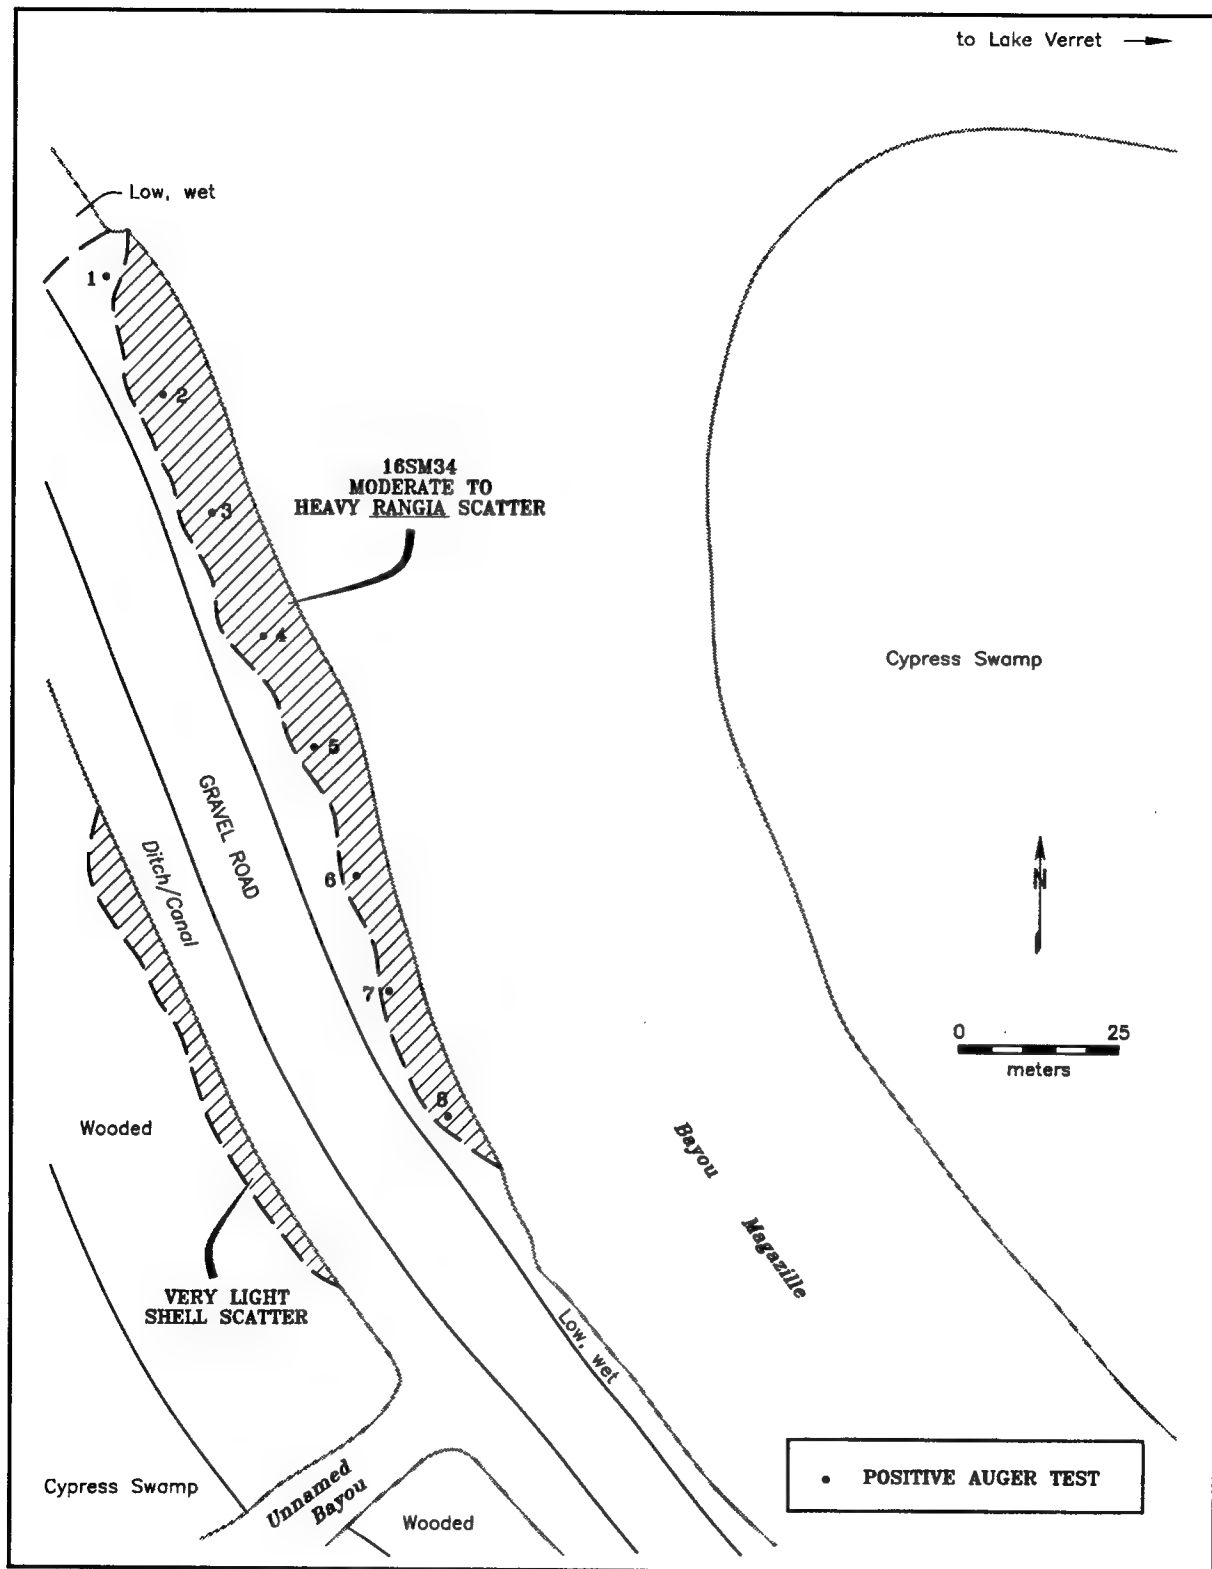 to Lake Verret
Low, wet
1
2
16SM34
MODERATE TO
HEAVY RANGIA SCATTER
3
4
Cypress Swamp
5
GRAVEL ROAD
Ditch/Canal
6
N
7
0 25
meters
8
Wooded
Bayou
Magazille
VERY LIGHT
SHELL SCATTER
Low, wet
Cypress Swamp
Unnamed
Bayou
Wooded
POSITIVE AUGER TEST